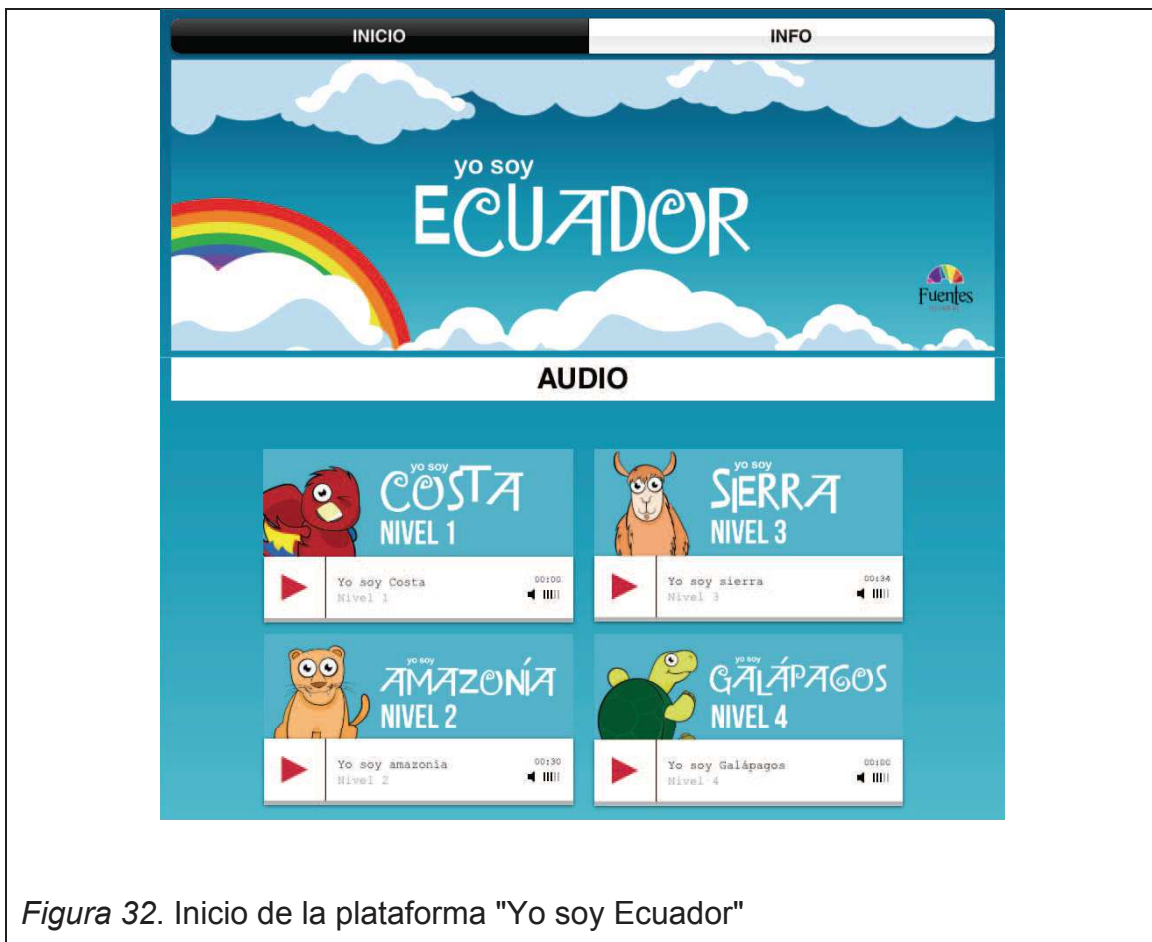 INICIO
INFO
yo soy
ECUADOR
Fuentes
AUDIO
yo soy
COSTA
NIVEL 1
Yo soy Costa
00:00
Nivel 1
yo soy
SIERRA
NIVEL 3
Yo soy sierra
00:34
Nivel 3
yo soy
AMAZONÍA
NIVEL 2
Yo soy amazonía
00:30
Nivel 2
yo soy
GALÁPAGOS
NIVEL 4
Yo soy Galápagos
00:00
Nivel 4
Figura 32. Inicio de la plataforma "Yo soy Ecuador"